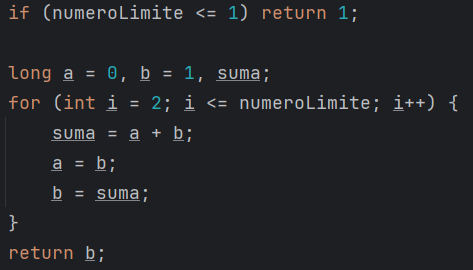 if (numeroLimite <= 1) return 1;
long a = 0, b = 1, suma;
for (int i = 2; i <= numeroLimite; i++) {
suma = a + b;
a = b;
b = suma;
}
return b;